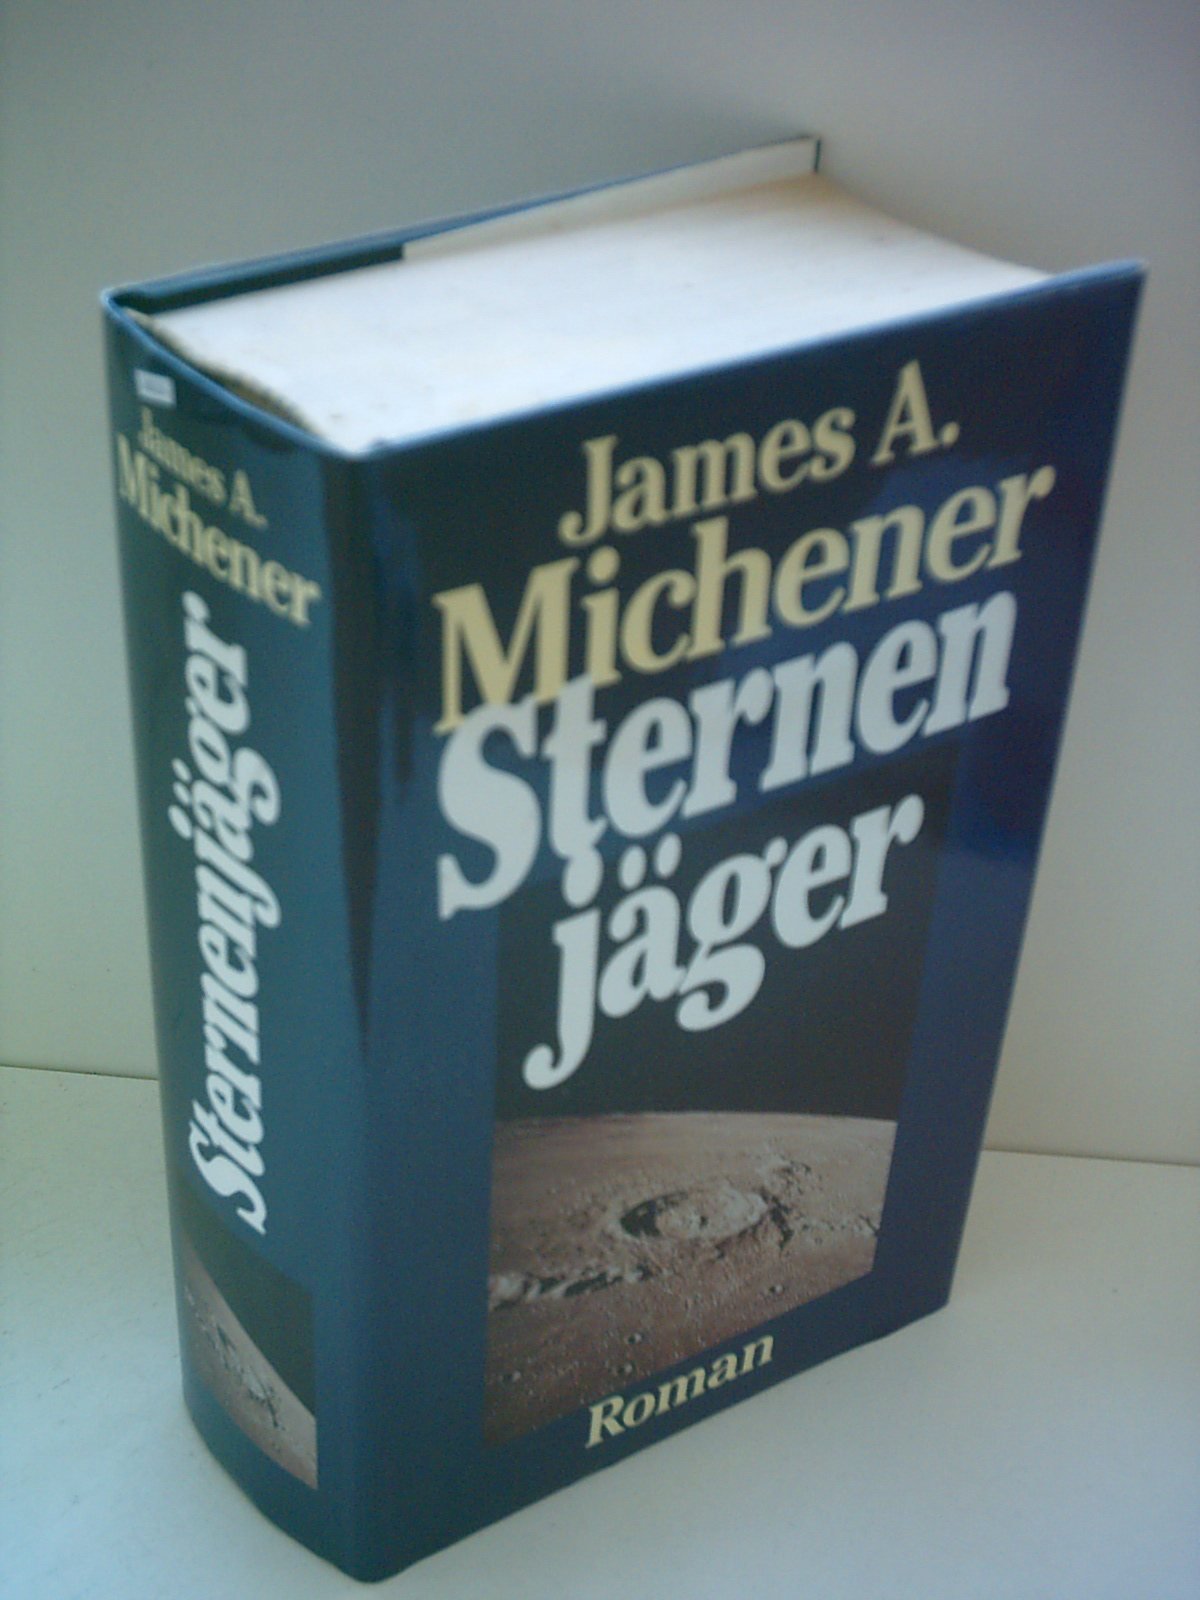 James A.
Michener
Sternenjäger
James A.
Michener
Sternen
jäger
Roman